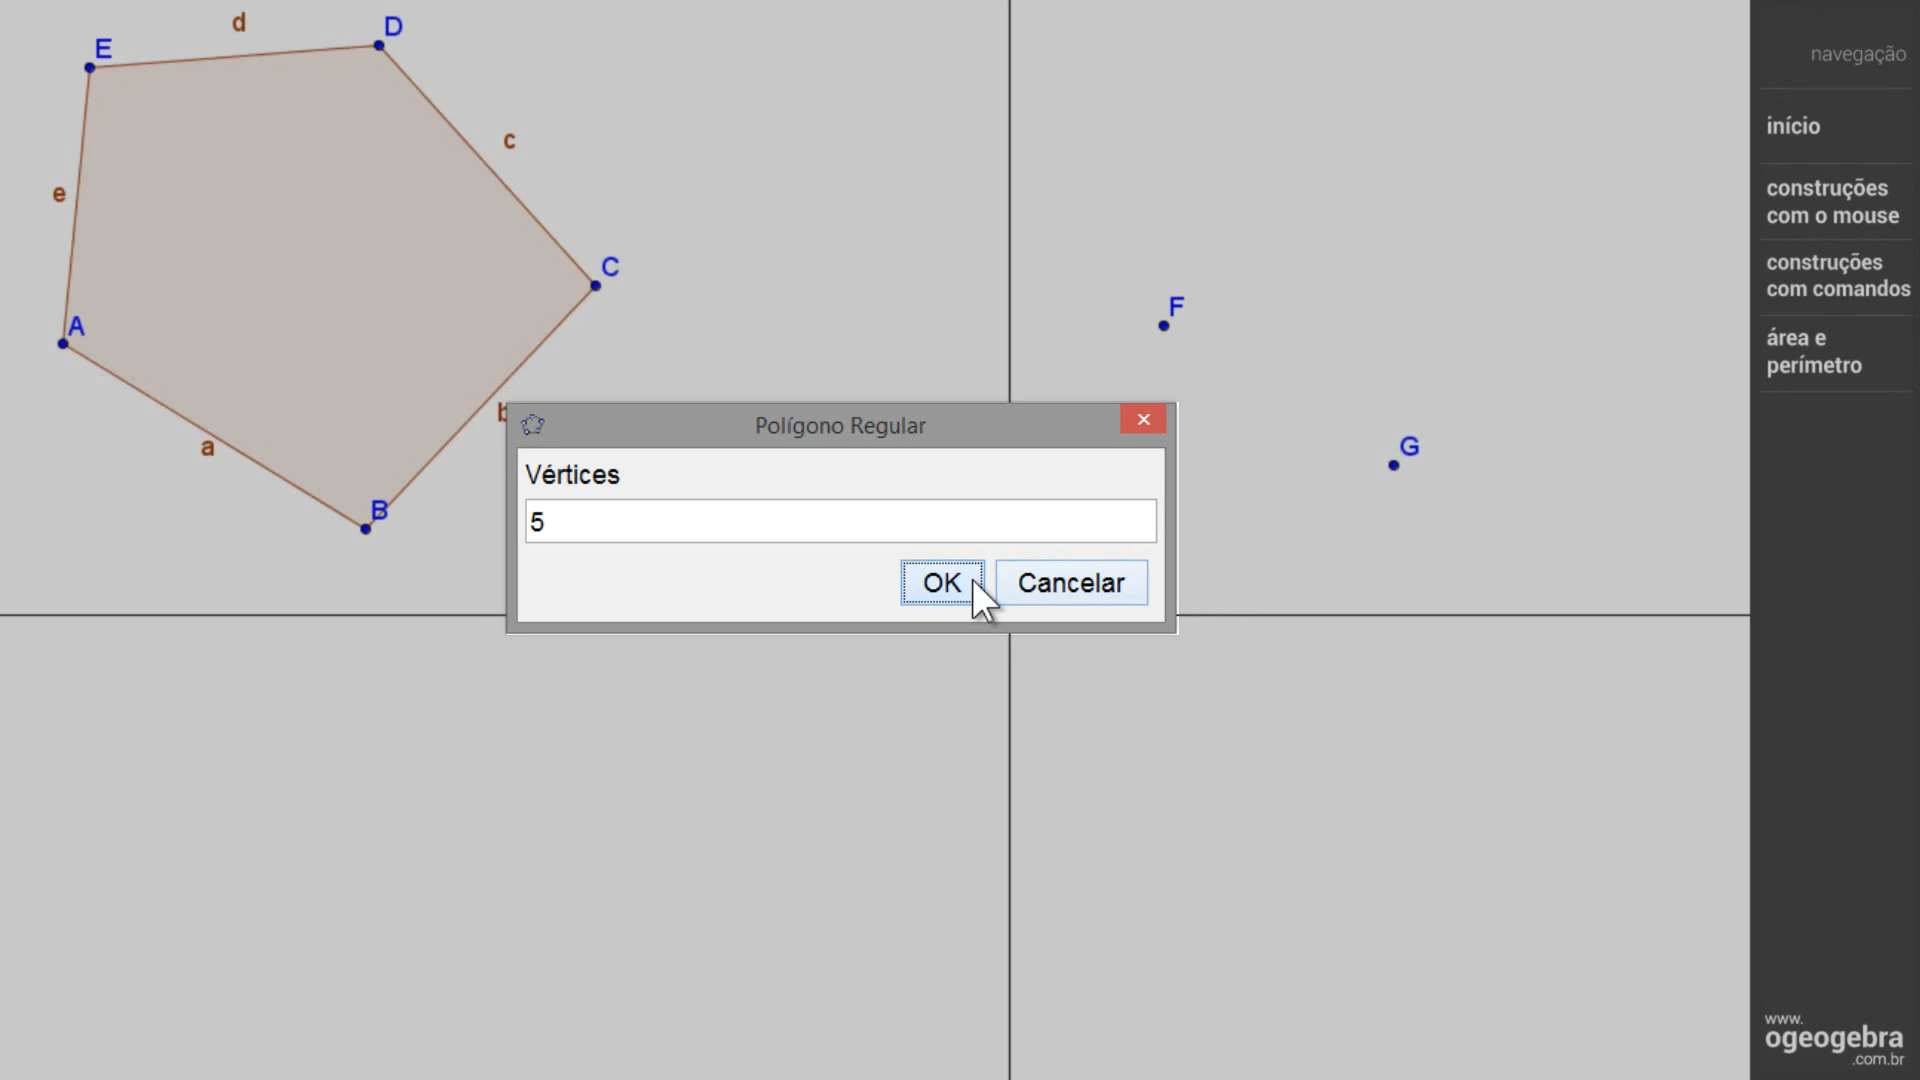 d
D
E
c
e
C
A
F
b
a
G
B
Polígono Regular
Vértices
5
OK
Cancelar
navegação
início
construções
com o mouse
construções
com comandos
área e
perímetro
www.
ogeogebra
.com.br